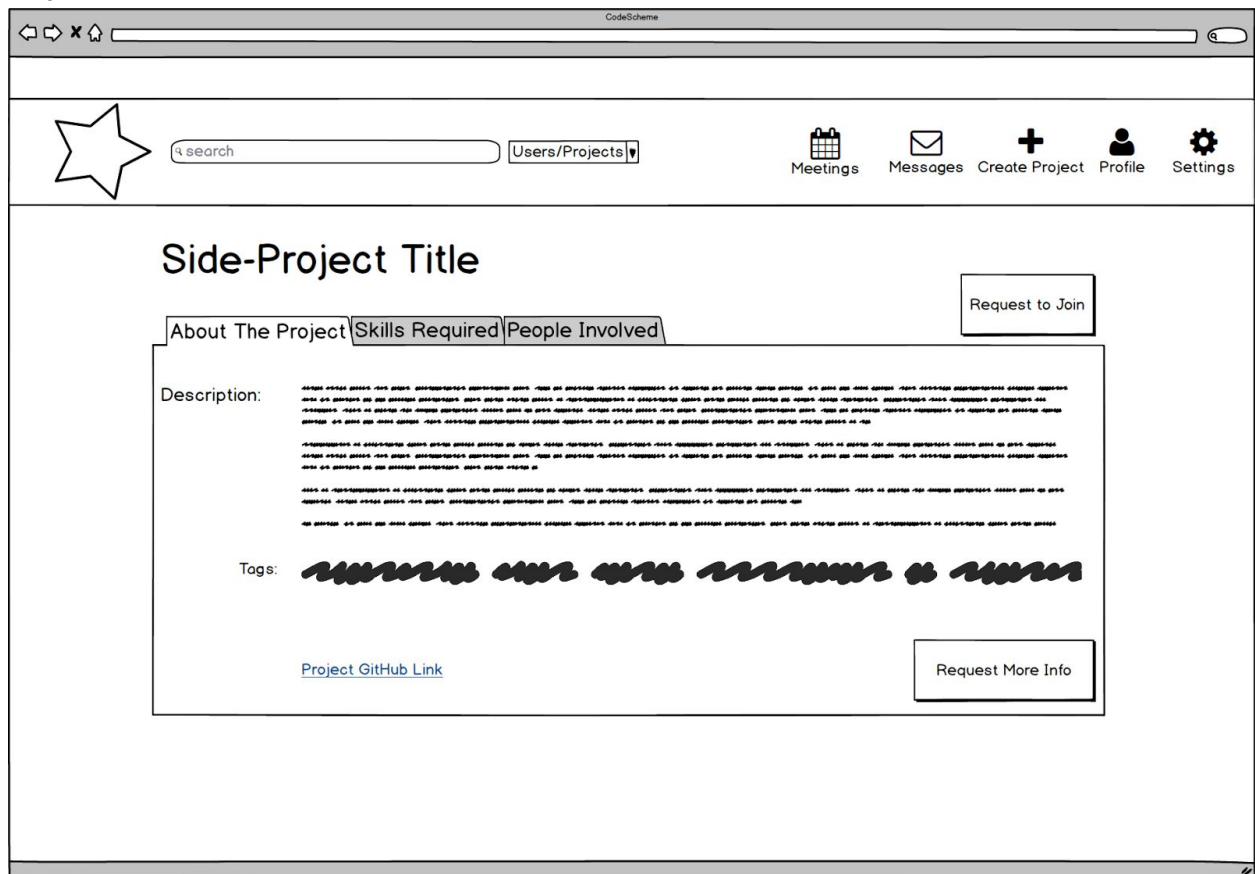 CodeScheme
search
Users/Projects
Meetings Messages Create Project Profile Settings
Side-Project Title
Request to Join
About The Project Skills Required People Involved
Description:
Tags:
Project GitHub Link
Request More Info